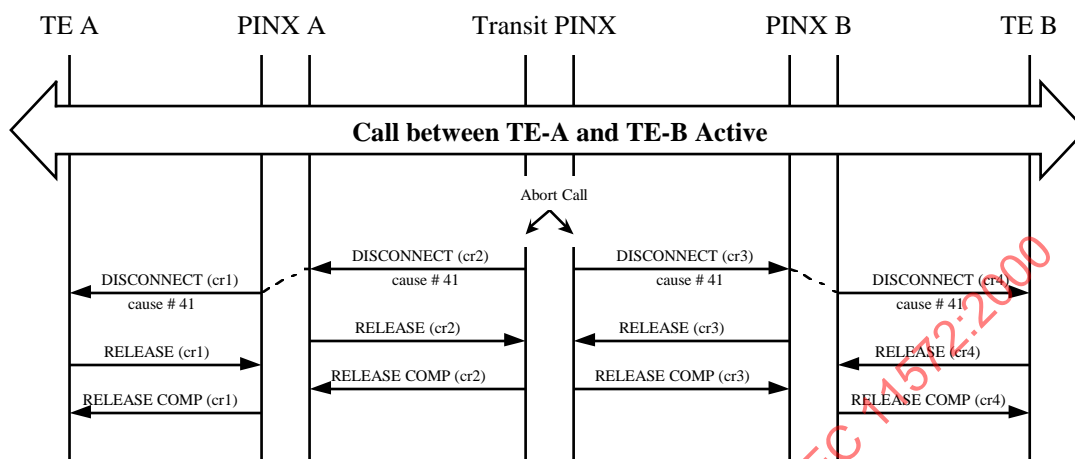 TE A PINX A Transit PINX PINX B TE B
Call between TE-A and TE-B Active
Abort Call
DISCONNECT (cr2) DISCONNECT (cr3)
DISCONNECT (cr1) cause # 41 cause # 41 DISCONNECT (cr4)
cause # 41 cause # 41
RELEASE (cr2) RELEASE (cr3)
RELEASE (cr1) RELEASE (cr4)
RELEASE COMP (cr2) RELEASE COMP (cr3)
RELEASE COMP (cr1) RELEASE COMP (cr4)
EC 11572:2000